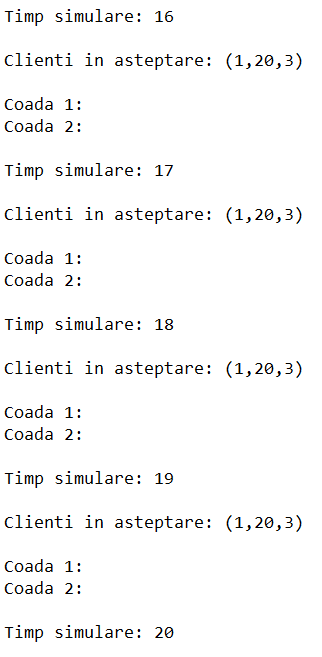 Timp simulare: 16
Clienti in asteptare: (1,20,3)
Coada 1:
Coada 2:
Timp simulare: 17
Clienti in asteptare: (1,20,3)
Coada 1:
Coada 2:
Timp simulare: 18
Clienti in asteptare: (1,20,3)
Coada 1:
Coada 2:
Timp simulare: 19
Clienti in asteptare: (1,20,3)
Coada 1:
Coada 2:
Timp simulare: 20